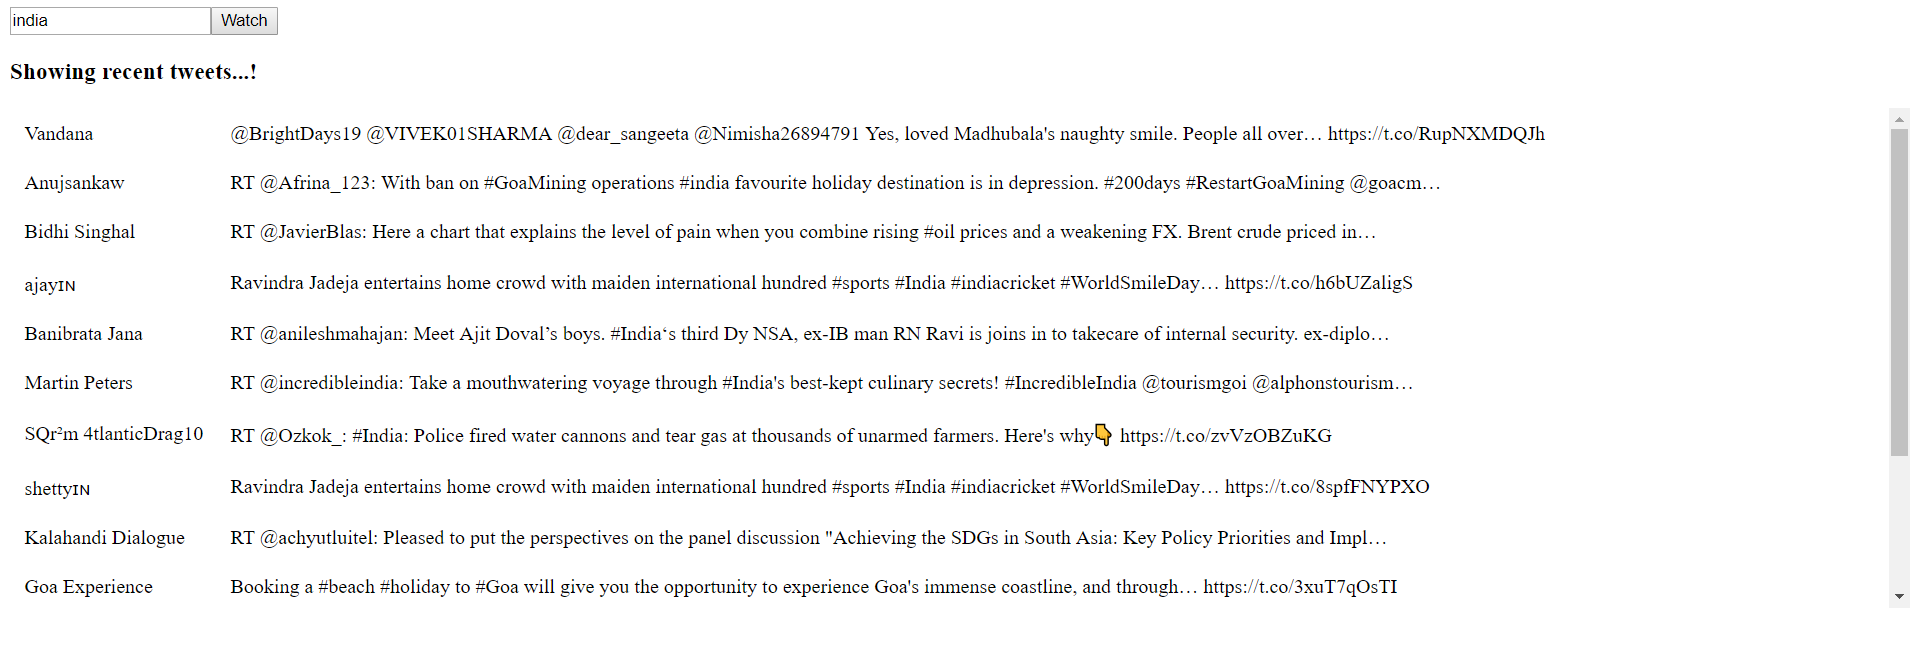 india Watch
Showing recent tweets...!
Vandana @BrightDays19 @VIVEK01SHARMA @dear_sangeeta @Nimisha26894791 Yes, loved Madhubala's naughty smile. People all over… https://t.co/RupNXMDQJh
Anujsankaw RT @Afrina_123: With ban on #GoaMining operations #india favourite holiday destination is in depression. #200days #RestartGoaMining @goacm…
Bidhi Singhal RT @JavierBlas: Here a chart that explains the level of pain when you combine rising #oil prices and a weakening FX. Brent crude priced in…
ajay🇮🇳 Ravindra Jadeja entertains home crowd with maiden international hundred #sports #India #indiacricket #WorldSmileDay… https://t.co/h6bUZaligS
Banibrata Jana RT @anileshmahajan: Meet Ajit Doval’s boys. #India‘s third Dy NSA, ex-IB man RN Ravi is joins in to takecare of internal security. ex-diplo…
Martin Peters RT @incredibleindia: Take a mouthwatering voyage through #India's best-kept culinary secrets! #IncredibleIndia @tourismgoi @alphonstourism…
SQr²m 4tlanticDrag10 RT @Ozkok_: #India: Police fired water cannons and tear gas at thousands of unarmed farmers. Here's why👇 https://t.co/zvVzOBZuKG
shetty🇮🇳 Ravindra Jadeja entertains home crowd with maiden international hundred #sports #India #indiacricket #WorldSmileDay… https://t.co/8spfFNYPXO
Kalahandi Dialogue RT @achyutluitel: Pleased to put the perspectives on the panel discussion "Achieving the SDGs in South Asia: Key Policy Priorities and Impl…
Goa Experience Booking a #beach #holiday to #Goa will give you the opportunity to experience Goa's immense coastline, and through… https://t.co/3xuT7qOsTI